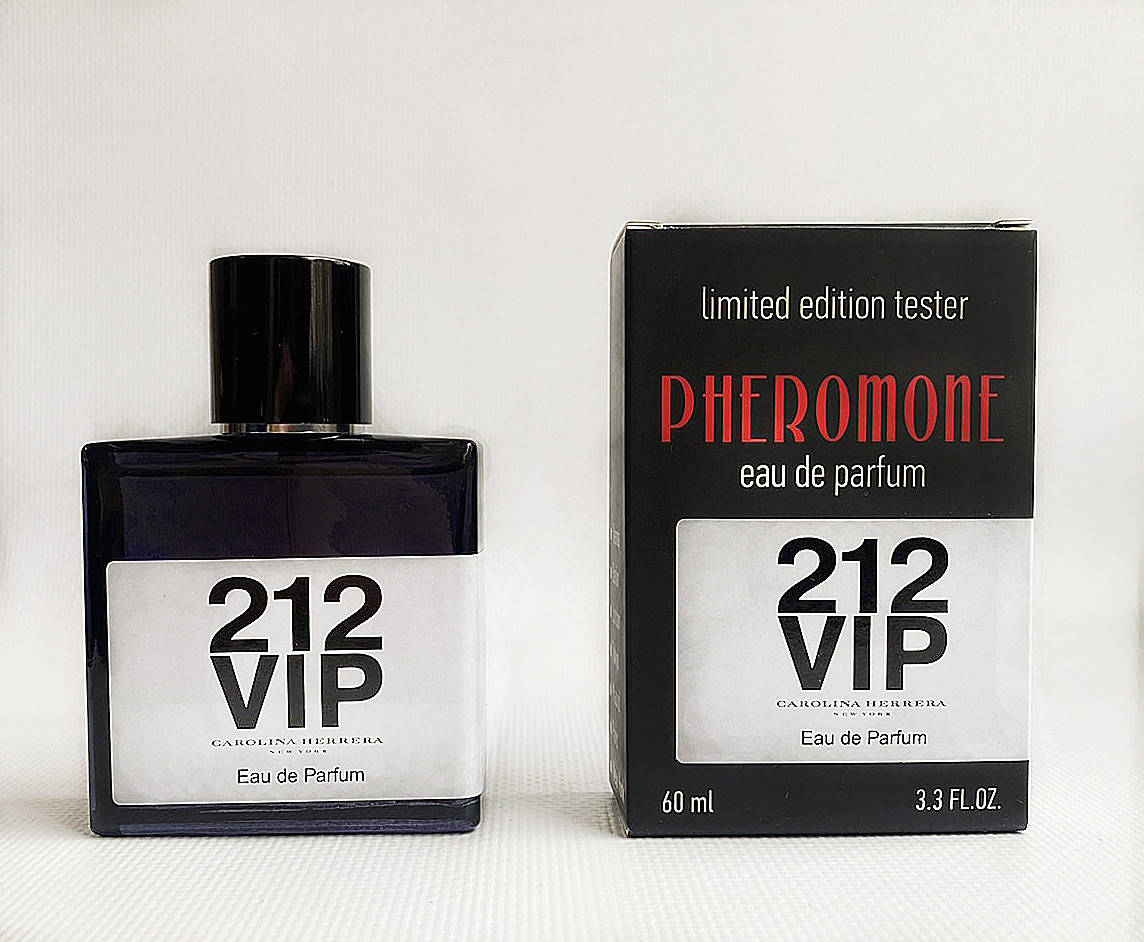 212
VIP
CAROLINA HERRERA
NEW YORK
Eau de Parfum
limited edition tester
PHEROMONE
eau de parfum
212
VIP
CAROLINA HERRERA
NEW YORK
Eau de Parfum
60 ml
3.3 FL.OZ.